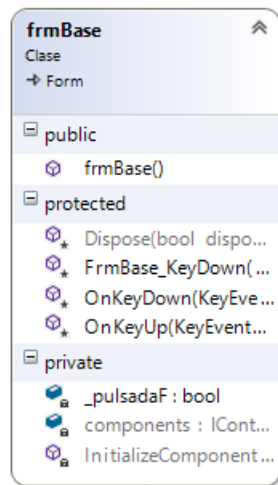 frmBase
Clase
Form
public
frmBase()
protected
Dispose(bool dispo...
FrmBase_KeyDown( ...
OnKeyDown(KeyEve...
OnKeyUp(KeyEvent...
private
_pulsadaF : bool
components : ICont...
InitializeComponent...